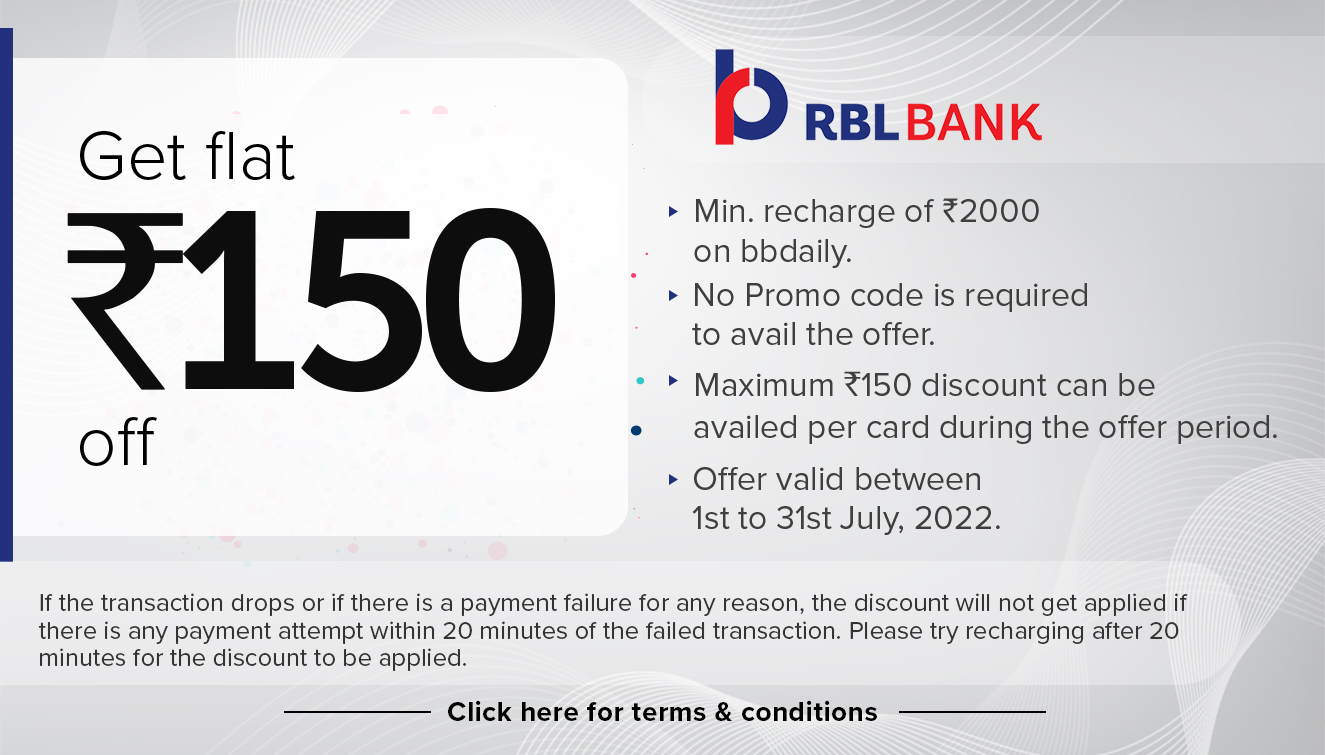 Get flat
₹150
off
RBL BANK
Min. recharge of ₹2000
on bbdaily.
No Promo code is required
to avail the offer.
Maximum ₹150 discount can be
availed per card during the offer period.
Offer valid between
1st to 31st July, 2022.
If the transaction drops or if there is a payment failure for any reason, the discount will not get applied if
there is any payment attempt within 20 minutes of the failed transaction. Please try recharging after 20
minutes for the discount to be applied.
Click here for terms & conditions